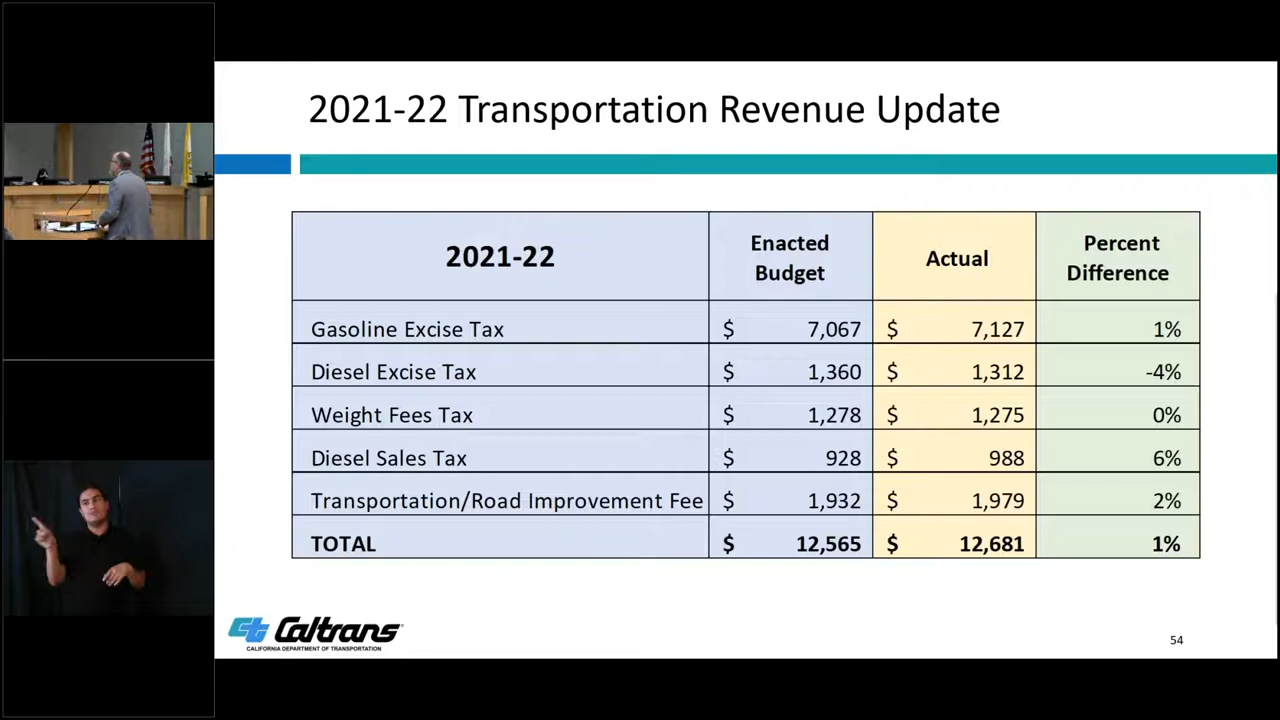 2021-22 Transportation Revenue Update
2021-22 Enacted Budget Actual Percent Difference
Gasoline Excise Tax $ 7,067 $ 7,127 1%
Diesel Excise Tax $ 1,360 $ 1,312 -4%
Weight Fees Tax $ 1,278 $ 1,275 0%
Diesel Sales Tax $ 928 $ 988 6%
Transportation/Road Improvement Fee $ 1,932 $ 1,979 2%
TOTAL $ 12,565 $ 12,681 1%
ct Caltrans®
CALIFORNIA DEPARTMENT OF TRANSPORTATION
54